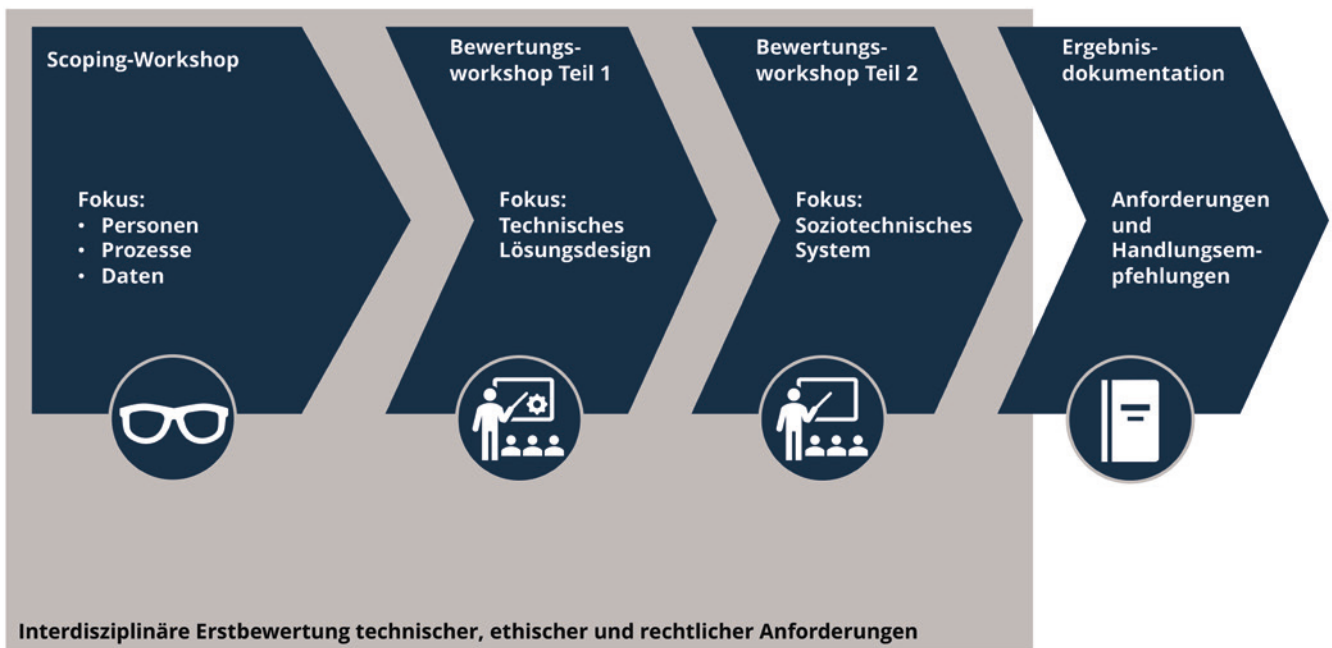 Scoping-Workshop
Fokus:
• Personen
• Prozesse
• Daten
Bewertungs-
workshop Teil 1
Fokus:
Technisches
Lösungsdesign
Bewertungs-
workshop Teil 2
Fokus:
Soziotechnisches
System
Ergebnis-
dokumentation
Anforderungen
und
Handlungsem-
pfehlungen
Interdisziplinäre Erstbewertung technischer, ethischer und rechtlicher Anforderungen